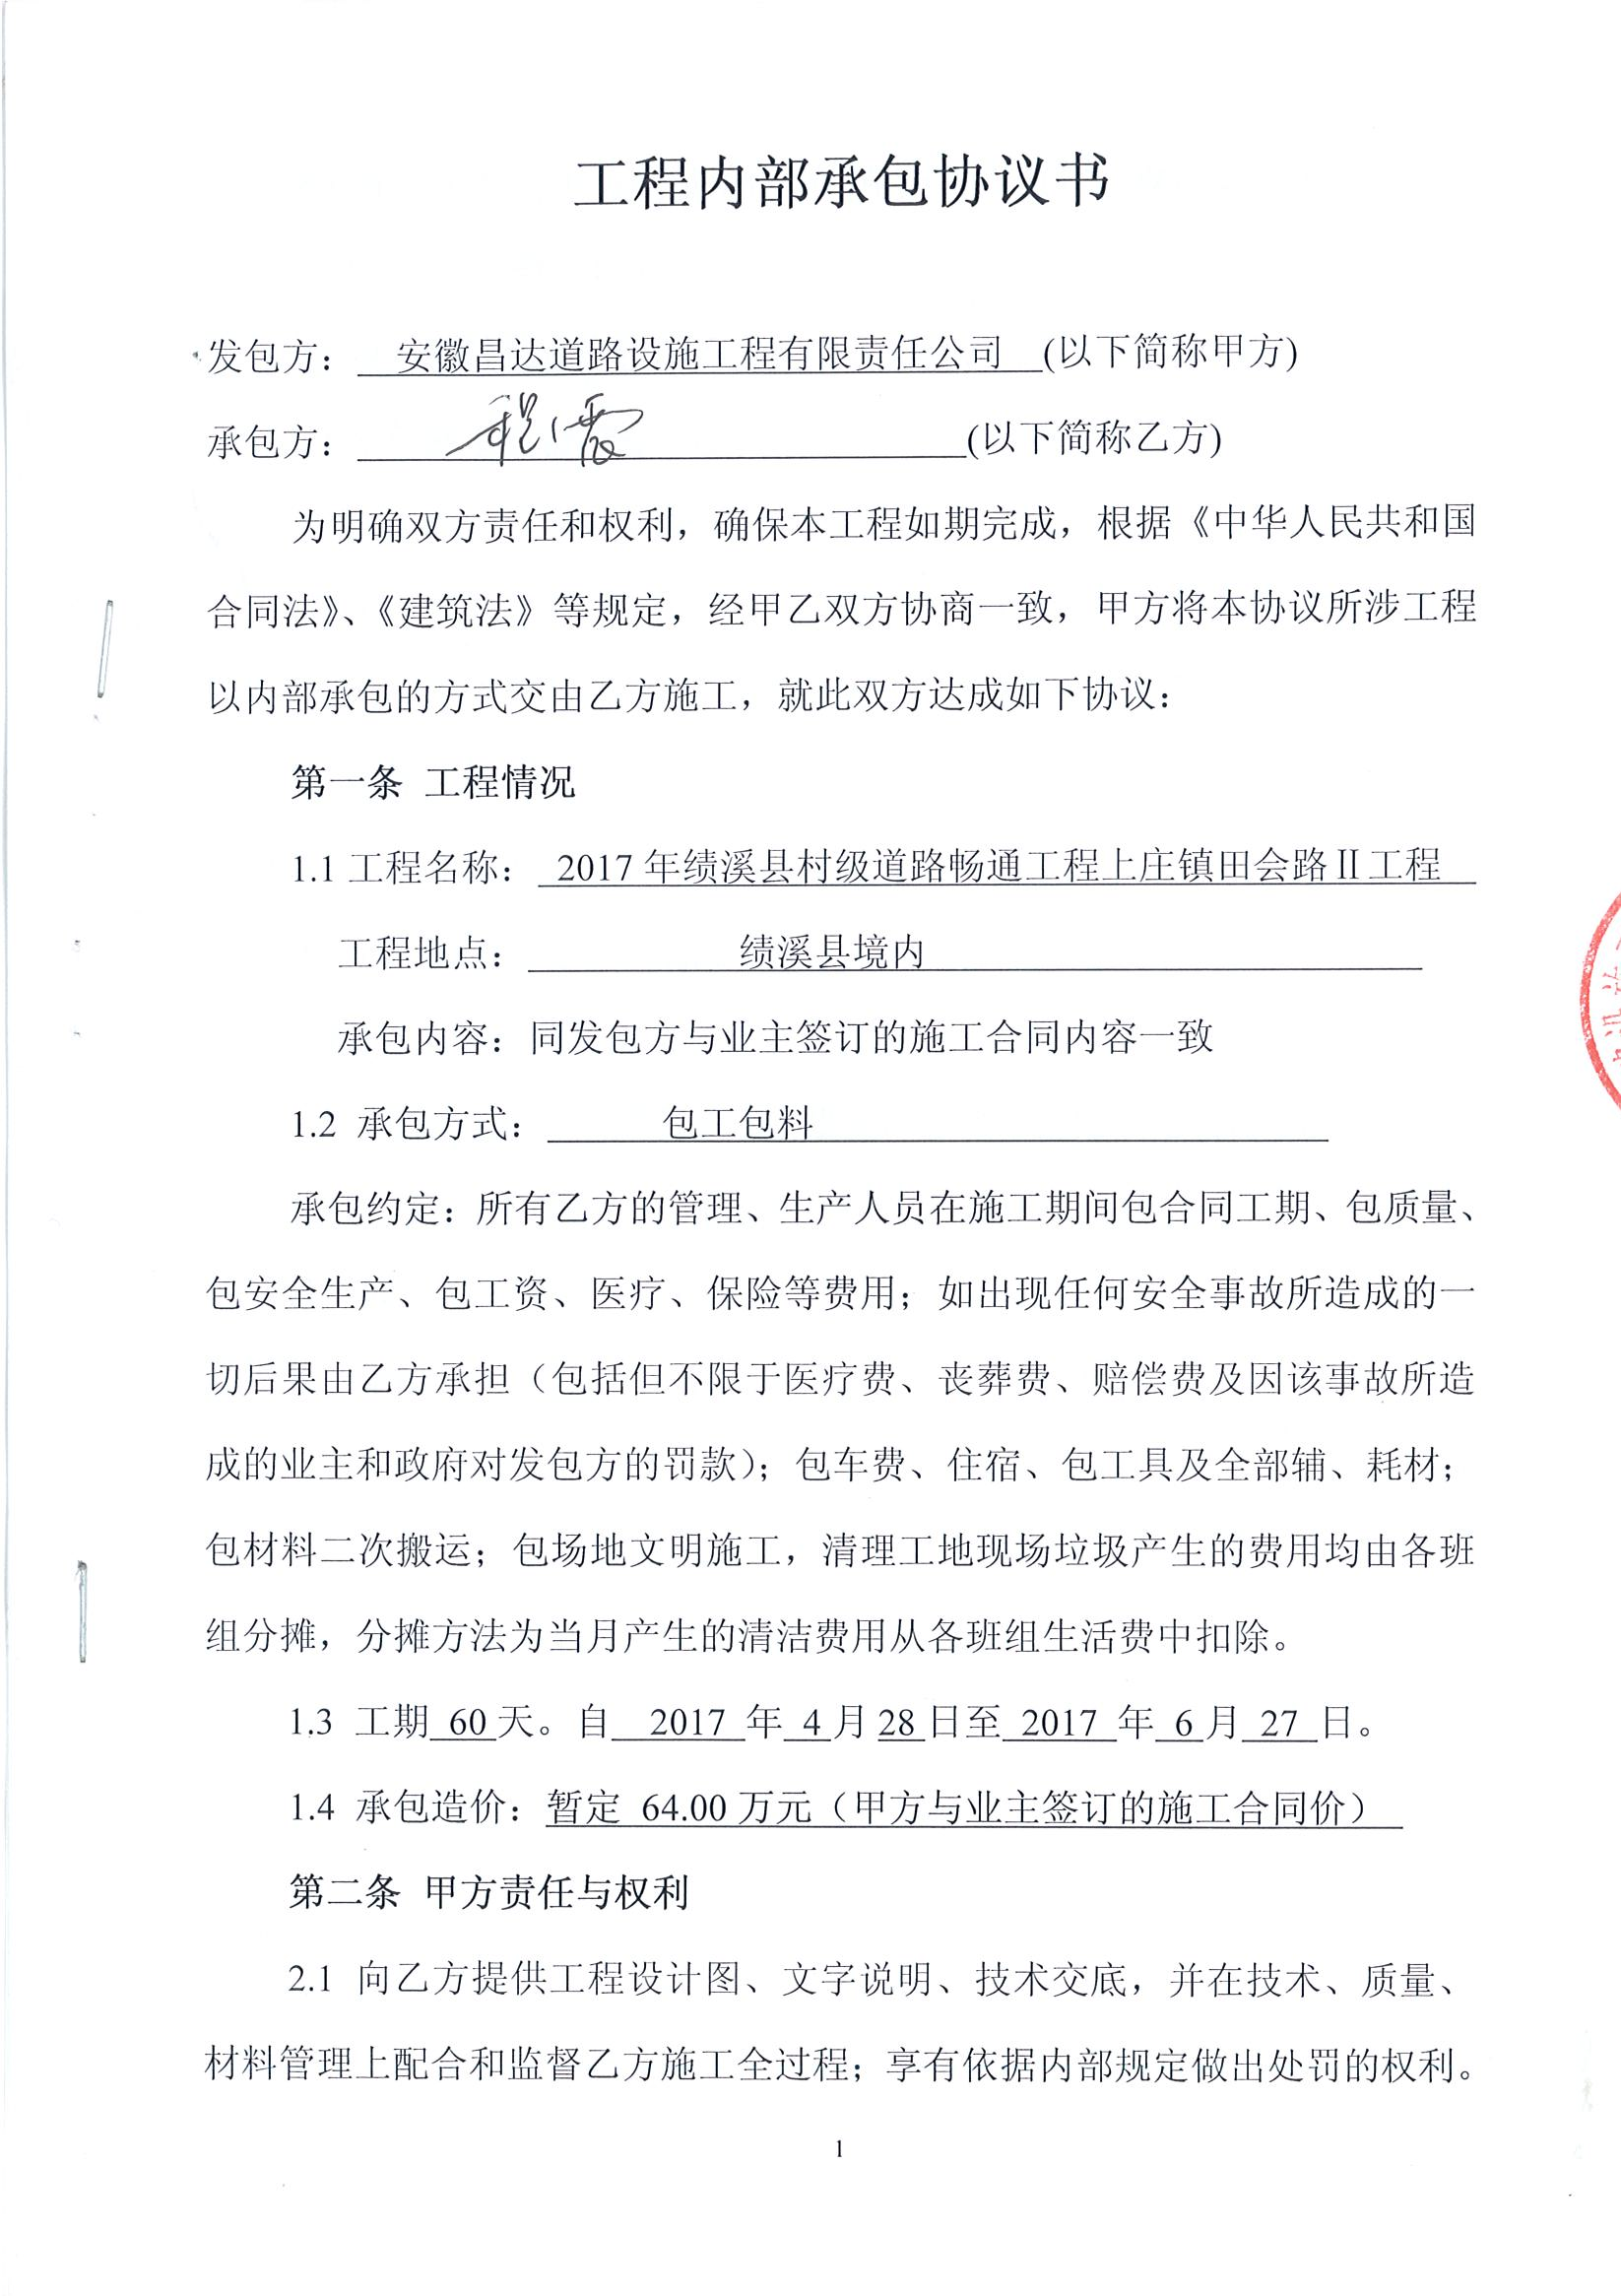 工程内部承包协议书
发包方： 安徽昌达道路设施工程有限责任公司 (以下简称甲方)
承包方： 程 霞 (以下简称乙方)
为明确双方责任和权利，确保本工程如期完成，根据《中华人民共和国
合同法》、《建筑法》等规定，经甲乙双方协商一致，甲方将本协议所涉工程
以内部承包的方式交由乙方施工，就此双方达成如下协议：
第一条 工程情况
1.1 工程名称： 2017 年绩溪县村级道路畅通工程上庄镇田会路Ⅱ工程
工程地点： 绩溪县境内
承包内容：同发包方与业主签订的施工合同内容一致
1.2 承包方式： 包工包料
承包约定：所有乙方的管理、生产人员在施工期间包合同工期、包质量、
包安全生产、包工资、医疗、保险等费用；如出现任何安全事故所造成的一
切后果由乙方承担（包括但不限于医疗费、丧葬费、赔偿费及因该事故所造
成的业主和政府对发包方的罚款）；包车费、住宿、包工具及全部辅、耗材；
包材料二次搬运；包场地文明施工，清理工地现场垃圾产生的费用均由各班
组分摊，分摊方法为当月产生的清洁费用从各班组生活费中扣除。
1.3 工期 60 天。自 2017 年 4 月 28 日至 2017 年 6 月 27 日。
1.4 承包造价：暂定 64.00 万元（甲方与业主签订的施工合同价）
第二条 甲方责任与权利
2.1 向乙方提供工程设计图、文字说明、技术交底，并在技术、质量、
材料管理上配合和监督乙方施工全过程；享有依据内部规定做出处罚的权利。
1